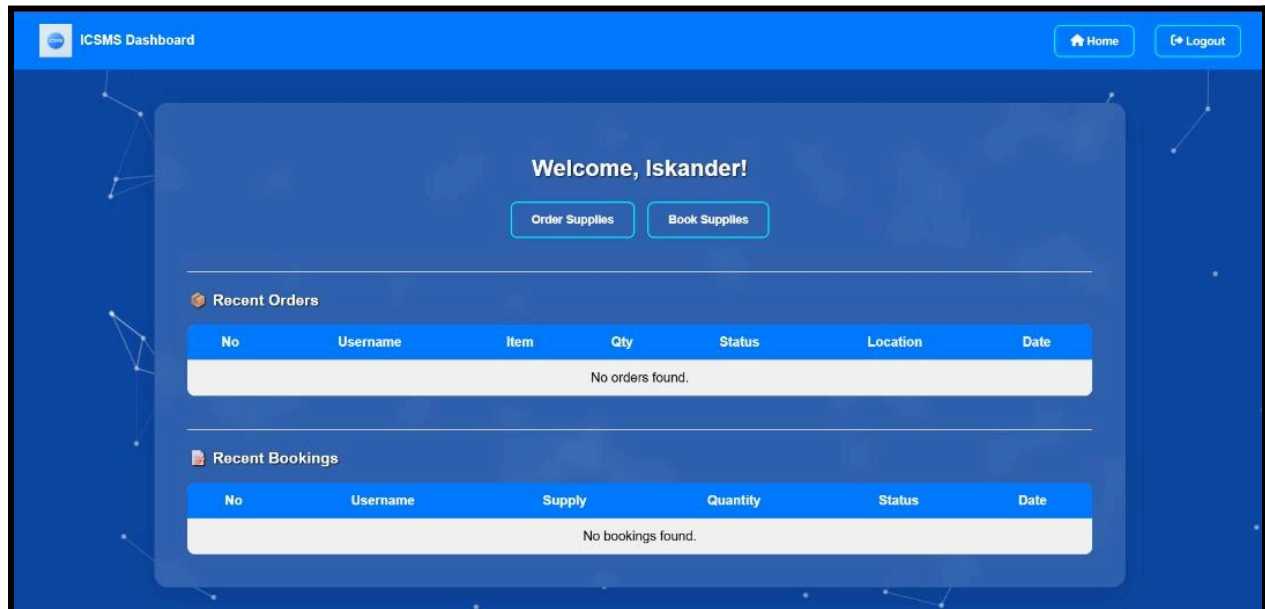 ICSMS Dashboard
Home
Logout
Welcome, Iskander!
Order Supplies
Book Supplies
Recent Orders
No Username Item Qty Status Location Date
No orders found.
Recent Bookings
No Username Supply Quantity Status Date
No bookings found.